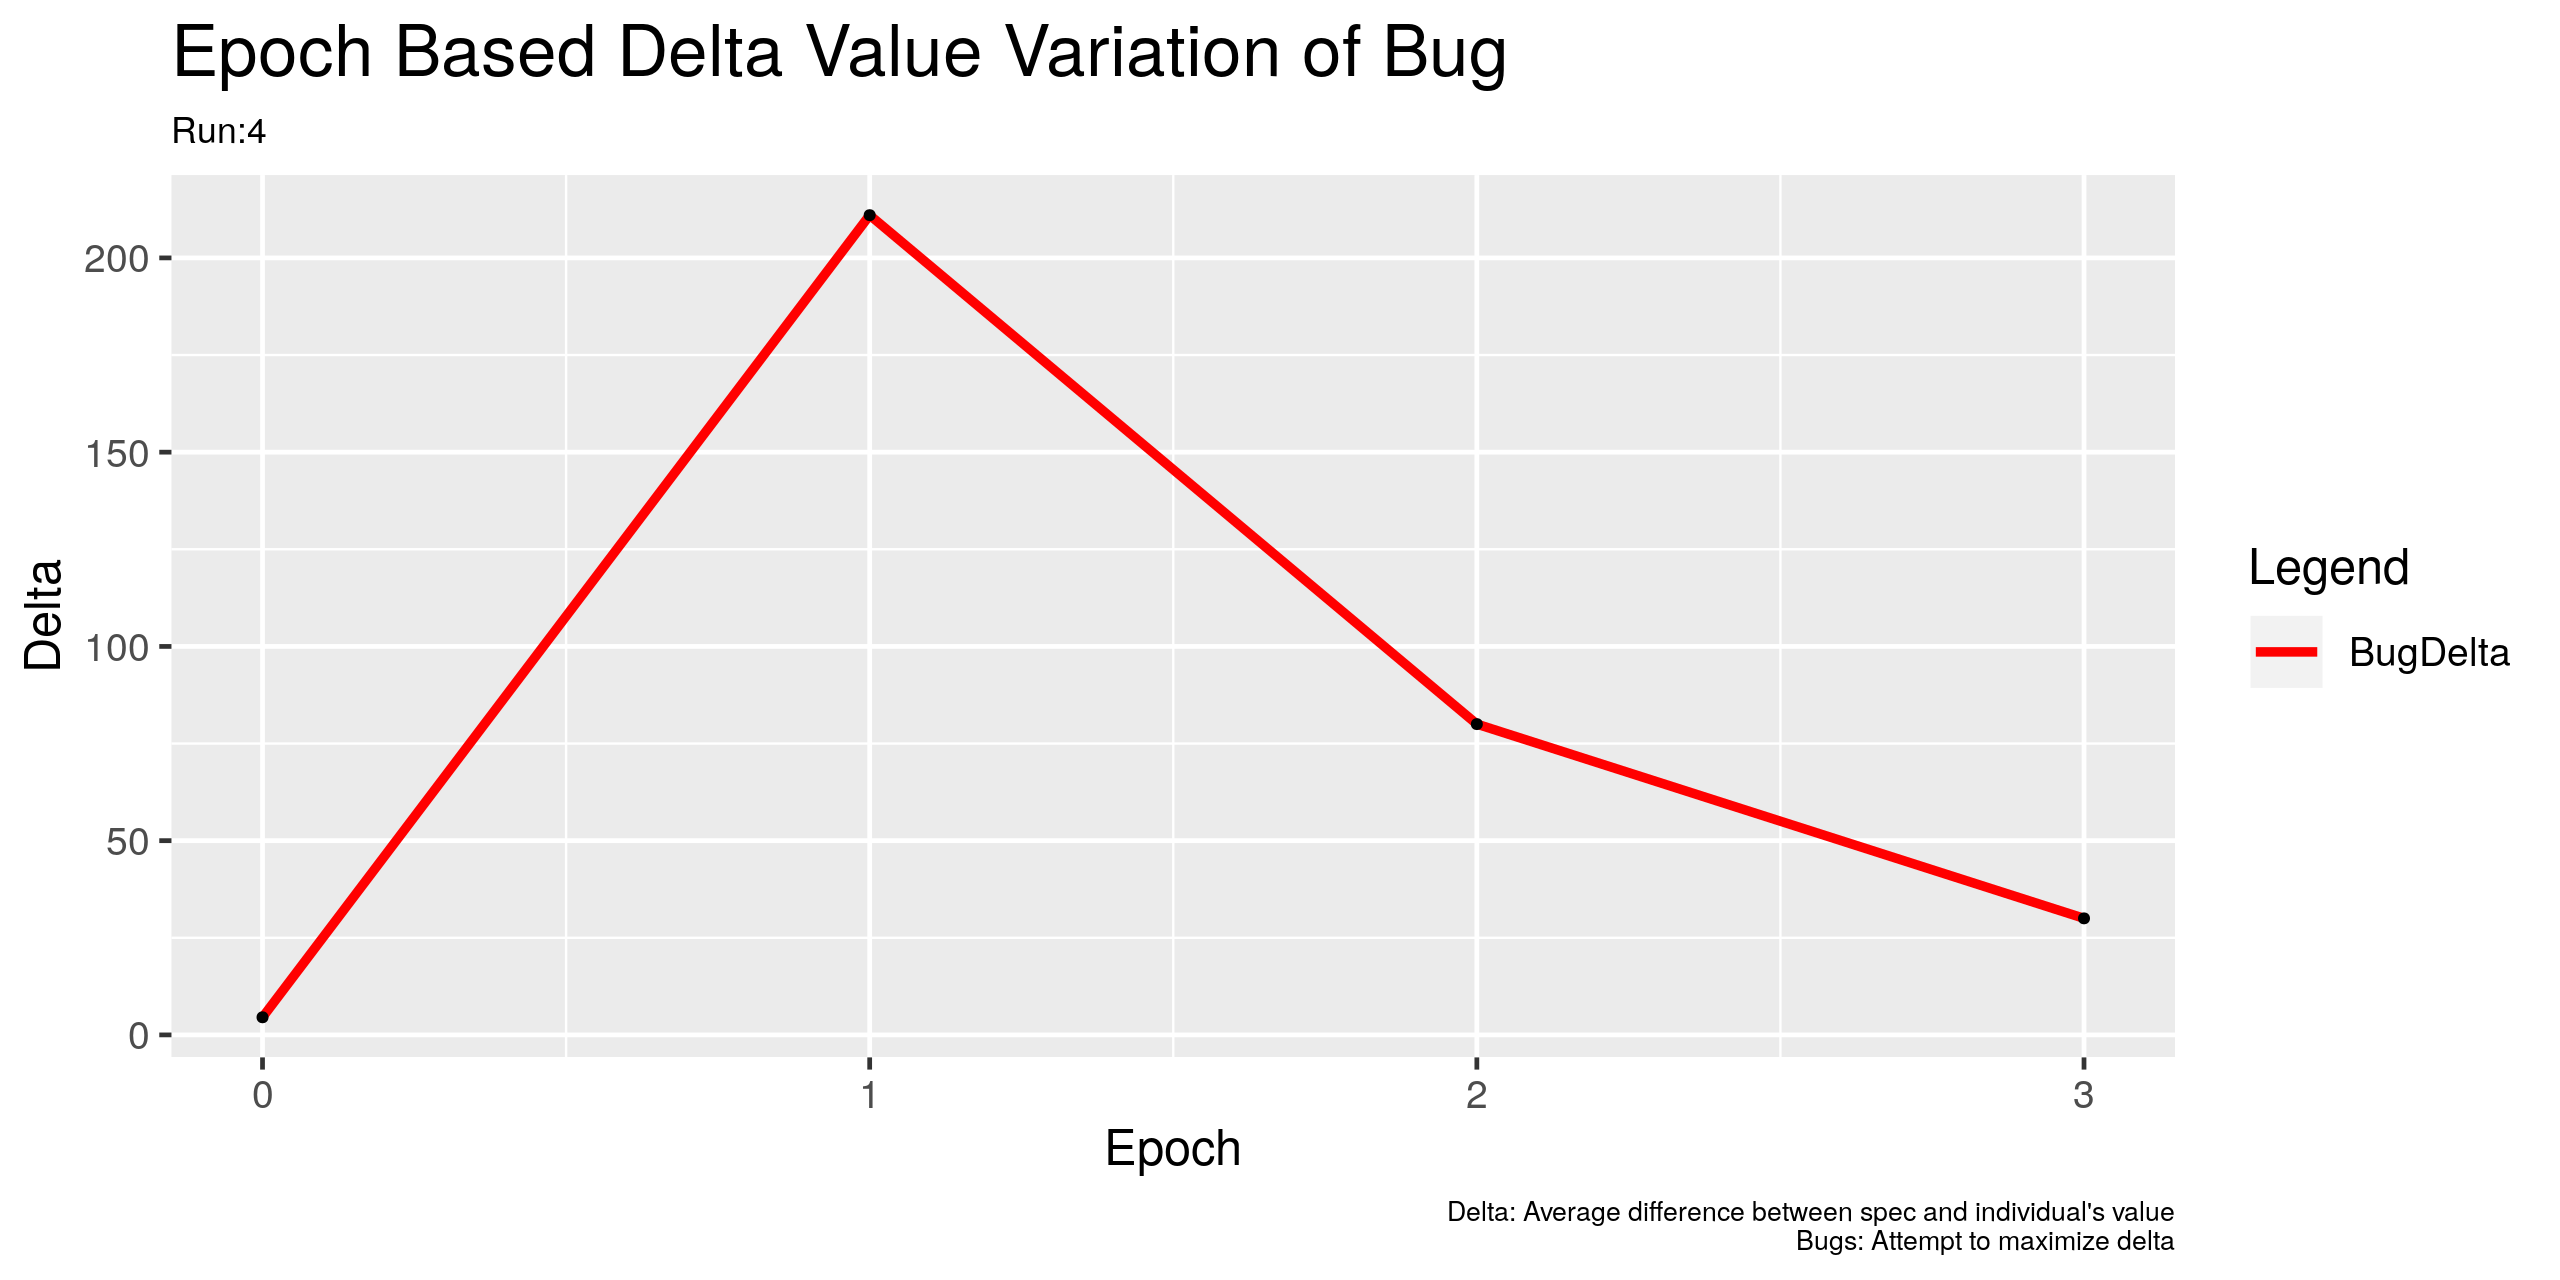 Epoch Based Delta Value Variation of Bug
Run:4
200
150
100
50
0
Delta
0 1 2 3
Epoch
Legend
BugDelta
Delta: Average difference between spec and individual's value
Bugs: Attempt to maximize delta